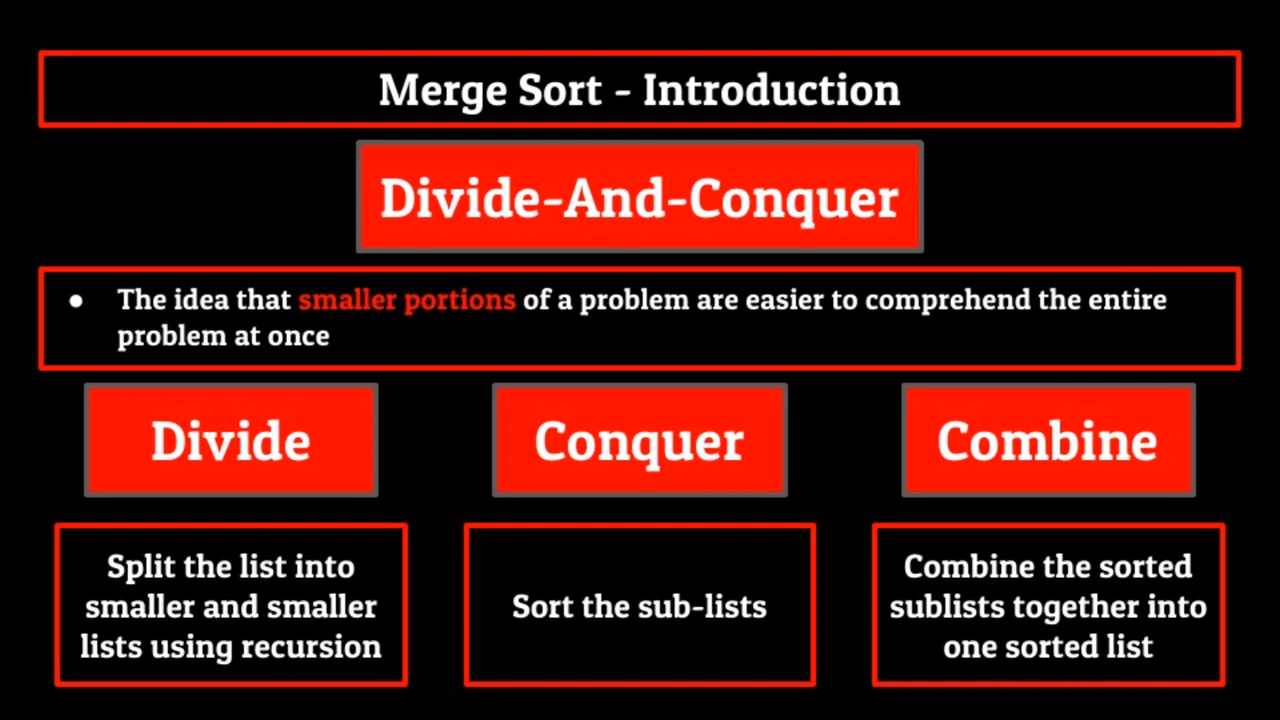 Merge Sort - Introduction
Divide-And-Conquer
● The idea that smaller portions of a problem are easier to comprehend the entire
problem at once
Divide
Conquer
Combine
Split the list into
smaller and smaller
lists using recursion
Sort the sub-lists
Combine the sorted
sublists together into
one sorted list